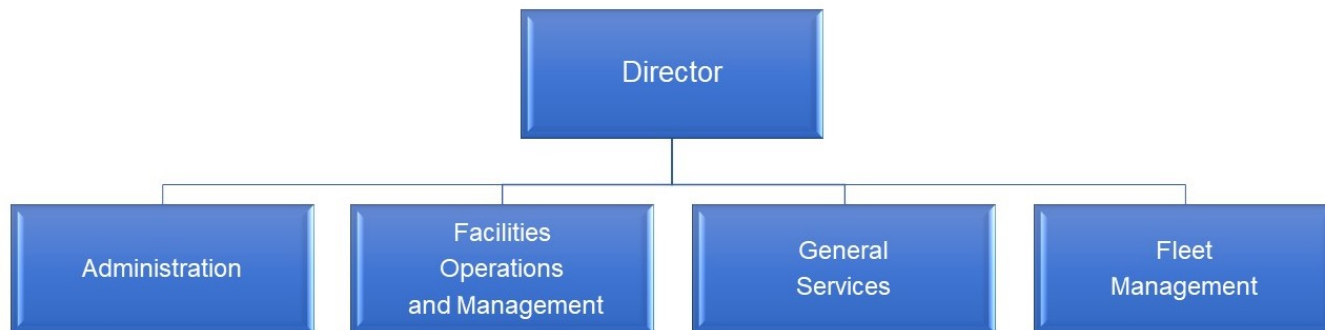 Director
Administration
Facilities
Operations
and Management
General
Services
Fleet
Management